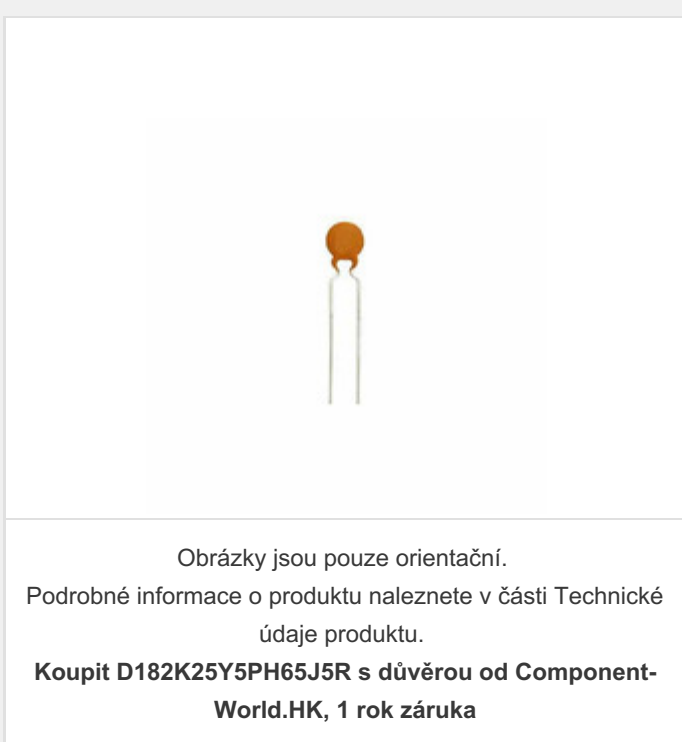 Obrázky jsou pouze orientační.
Podrobné informace o produktu naleznete v části Technické
údaje produktu.
Koupit D182K25Y5PH65J5R s důvěrou od Component-
World.HK, 1 rok záruka